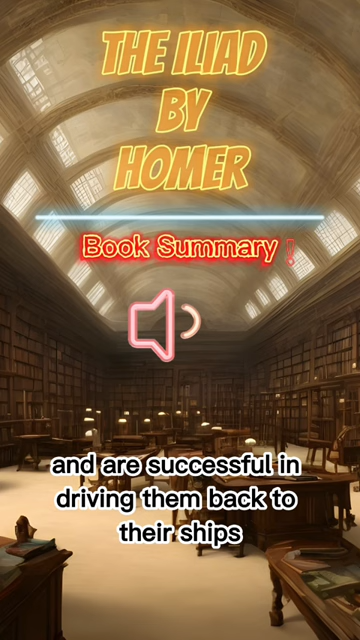 THE ILIAD
BY
HOMER
Book Summary❗
and are successful in
driving them back to
their ships